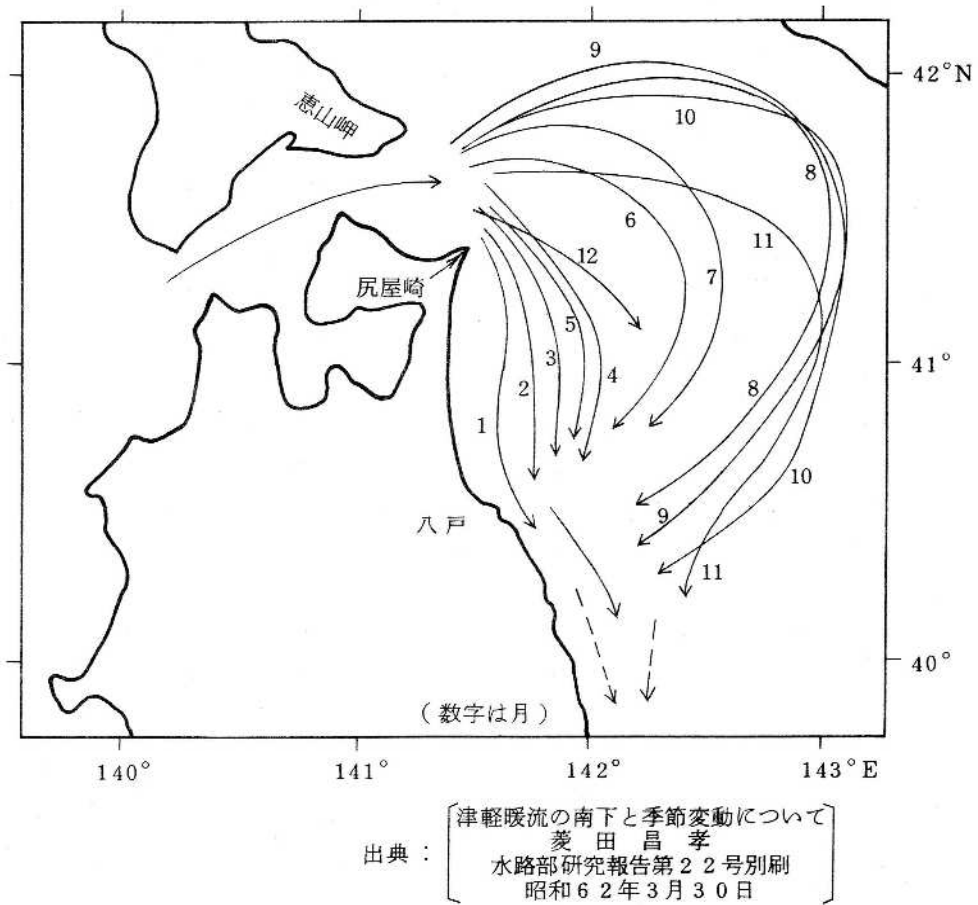 9
42°N
恵山岬
10
8
6
11
12
尻屋崎
7
5
3
4
41°
2
8
1
10
八戸
9
11
40°
(数字は月)
140°
141°
142°
143°E
出典:
津軽暖流の南下と季節変動について
菱田昌孝
水路部研究報告第22号別刷
昭和62年3月30日